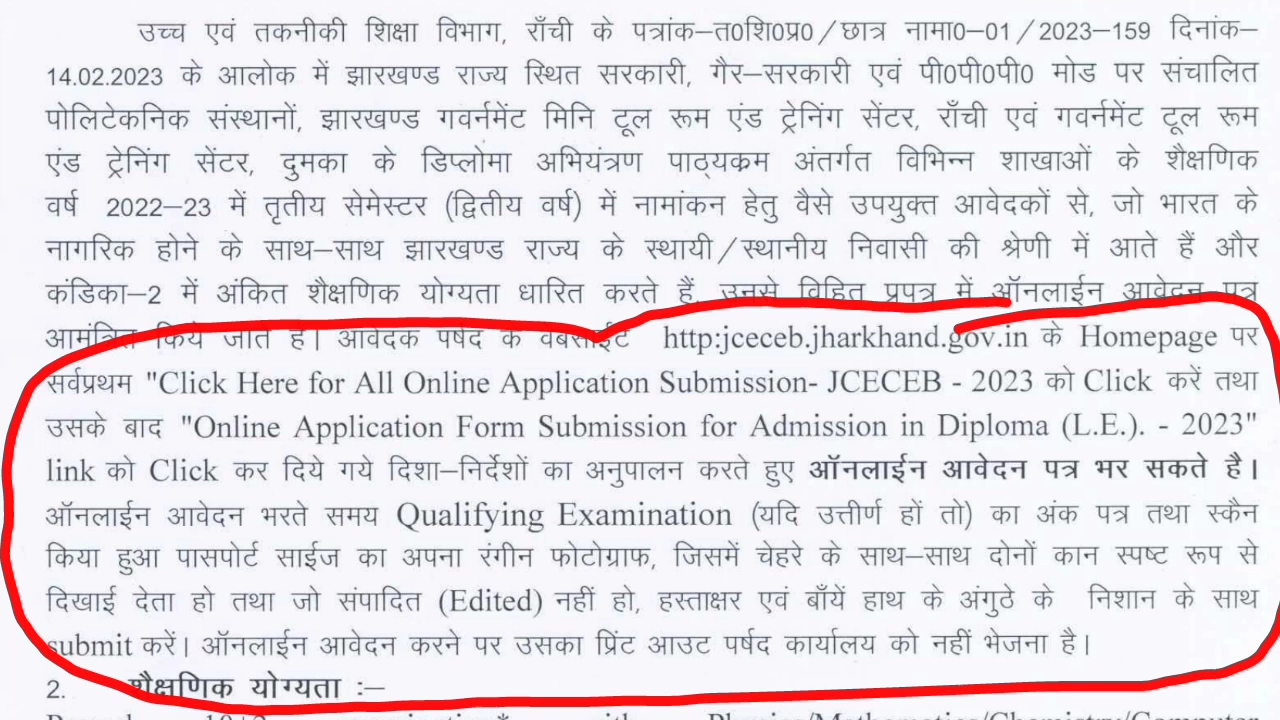 उच्च एवं तकनीकी शिक्षा विभाग, राँची के पत्रांक–त0शि0प्र0/छात्र नामा0–01/2023–159 दिनांक–
14.02.2023 के आलोक में झारखण्ड राज्य स्थित सरकारी, गैर–सरकारी एवं पी0पी0पी0 मोड पर संचालित
पोलिटेकनिक संस्थानों, झारखण्ड गवर्नमेंट मिनि टूल रूम एंड ट्रेनिंग सेंटर, राँची एवं गवर्नमेंट टूल रूम
एंड ट्रेनिंग सेंटर, दुमका के डिप्लोमा अभियंत्रण पाठ्यक्रम अंतर्गत विभिन्न शाखाओं के शैक्षणिक
वर्ष 2022–23 में तृतीय सेमेस्टर (द्वितीय वर्ष) में नामांकन हेतु वैसे उपयुक्त आवेदकों से, जो भारत के
नागरिक होने के साथ–साथ झारखण्ड राज्य के स्थायी/स्थानीय निवासी की श्रेणी में आते हैं और
कंडिका–2 में अंकित शैक्षणिक योग्यता धारित करते हैं, उनसे विहित प्रपत्र में ऑनलाईन आवेदन पत्र
आमंत्रित किये जाते है। आवेदक पर्षद के वेबसाईट http:jceceb.jharkhand.gov.in के Homepage पर
सर्वप्रथम "Click Here for All Online Application Submission- JCECEB - 2023 को Click करें तथा
उसके बाद "Online Application Form Submission for Admission in Diploma (L.E.). - 2023"
link को Click कर दिये गये दिशा–निर्देशों का अनुपालन करते हुए ऑनलाईन आवेदन पत्र भर सकते है।
ऑनलाईन आवेदन भरते समय Qualifying Examination (यदि उत्तीर्ण हों तो) का अंक पत्र तथा स्कैन
किया हुआ पासपोर्ट साईज का अपना रंगीन फोटोग्राफ, जिसमें चेहरे के साथ–साथ दोनों कान स्पष्ट रूप से
दिखाई देता हो तथा जो संपादित (Edited) नहीं हो, हस्ताक्षर एवं बाँयें हाथ के अंगुठे के निशान के साथ
submit करें। ऑनलाईन आवेदन करने पर उसका प्रिंट आउट पर्षद कार्यालय को नहीं भेजना है।
2. शैक्षणिक योग्यता :–